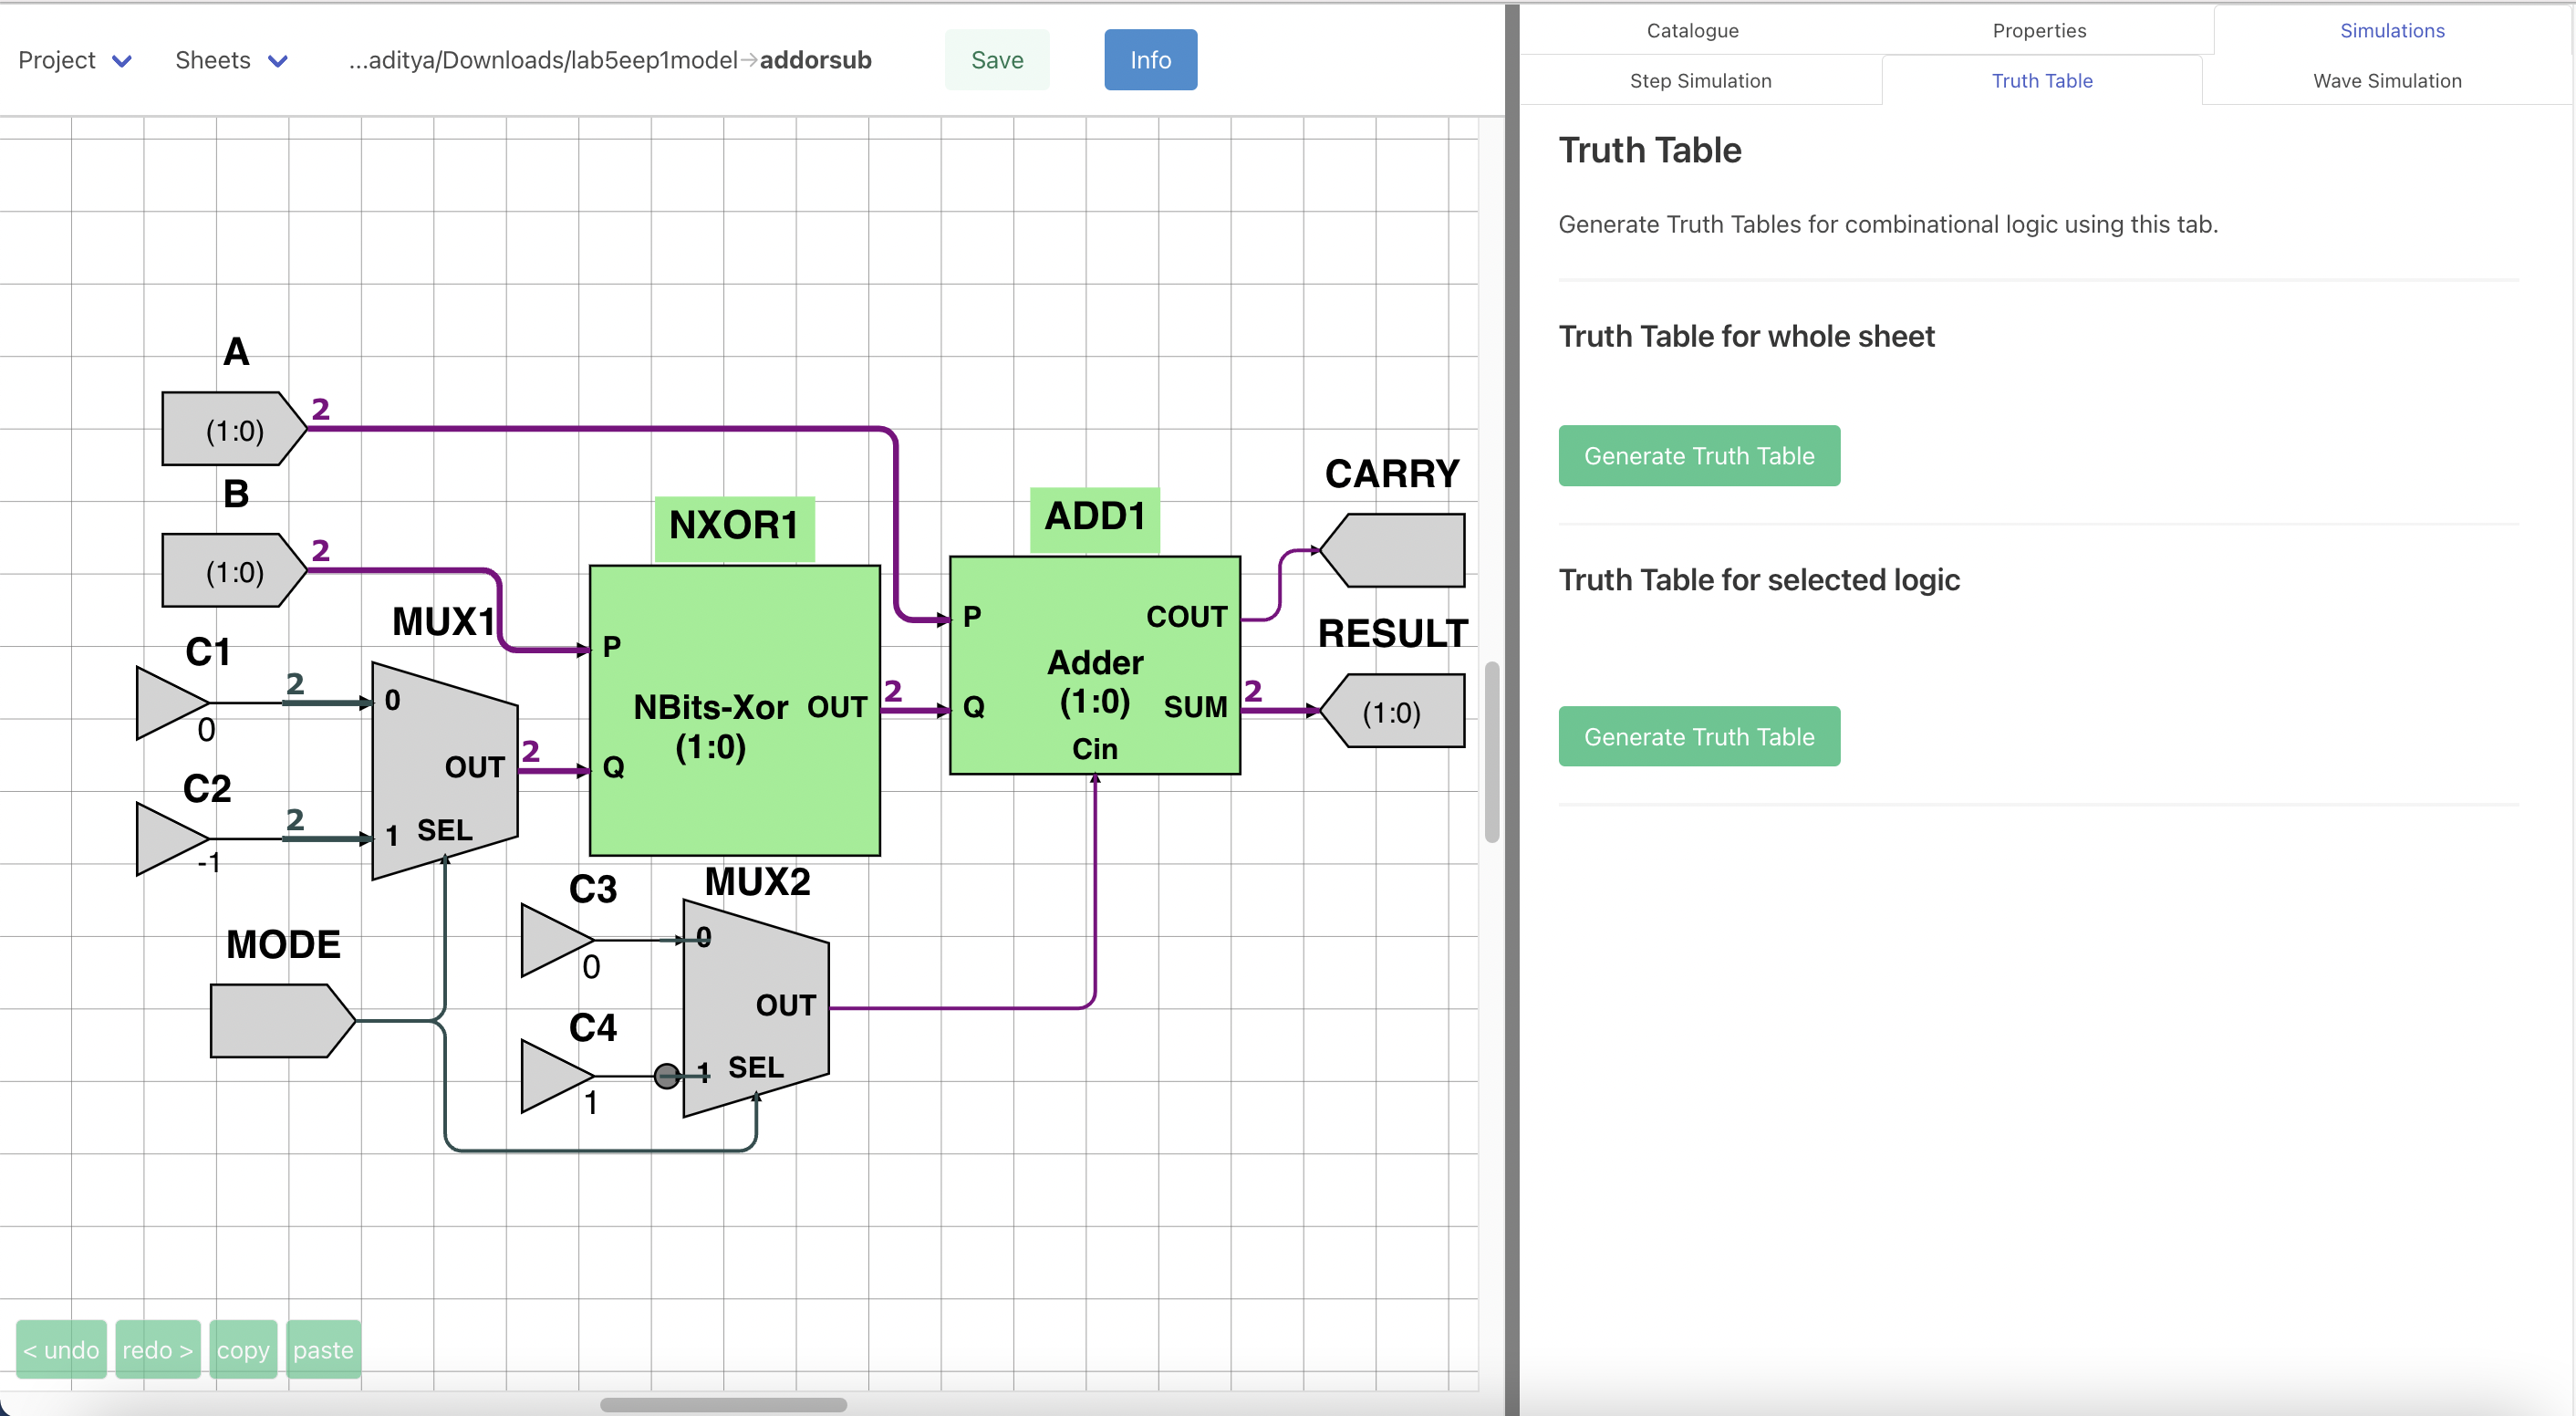 Project Sheets ...aditya/Downloads/lab5eep1model→addorsub Save Info
Catalogue Properties Simulations
Step Simulation Truth Table Wave Simulation
Truth Table
Generate Truth Tables for combinational logic using this tab.
Truth Table for whole sheet
Generate Truth Table
Truth Table for selected logic
Generate Truth Table
A
(1:0)
2
B
(1:0)
2
C1
0
2
C2
-1
2
MUX1
0
OUT
1 SEL
2
NXOR1
P
NBits-Xor OUT
(1:0)
Q
2
ADD1
P COUT
Adder
(1:0)
Q SUM
Cin
2
CARRY
RESULT
(1:0)
MODE
C3
0
C4
1
MUX2
0
OUT
1 SEL
< undo redo > copy paste